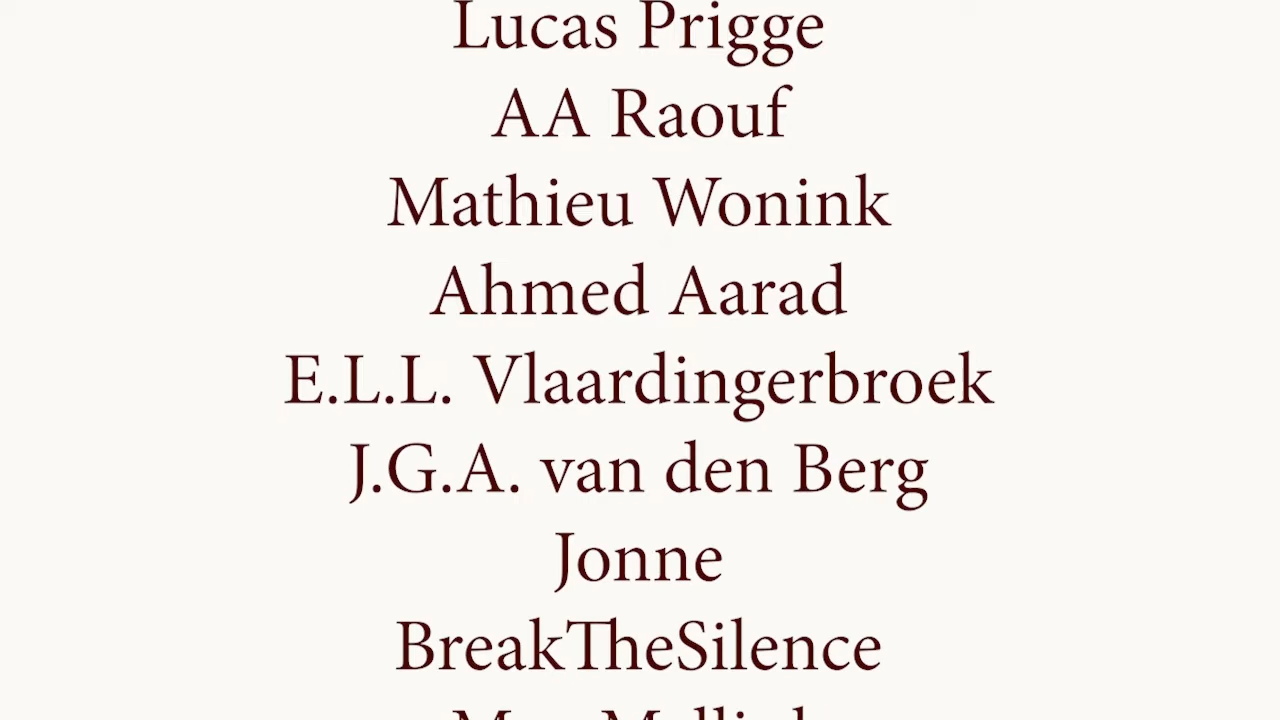 Lucas Prigge
AA Raouf
Mathieu Wonink
Ahmed Aarad
E.L.L. Vlaardingerbroek
J.G.A. van den Berg
Jonne
BreakTheSilence